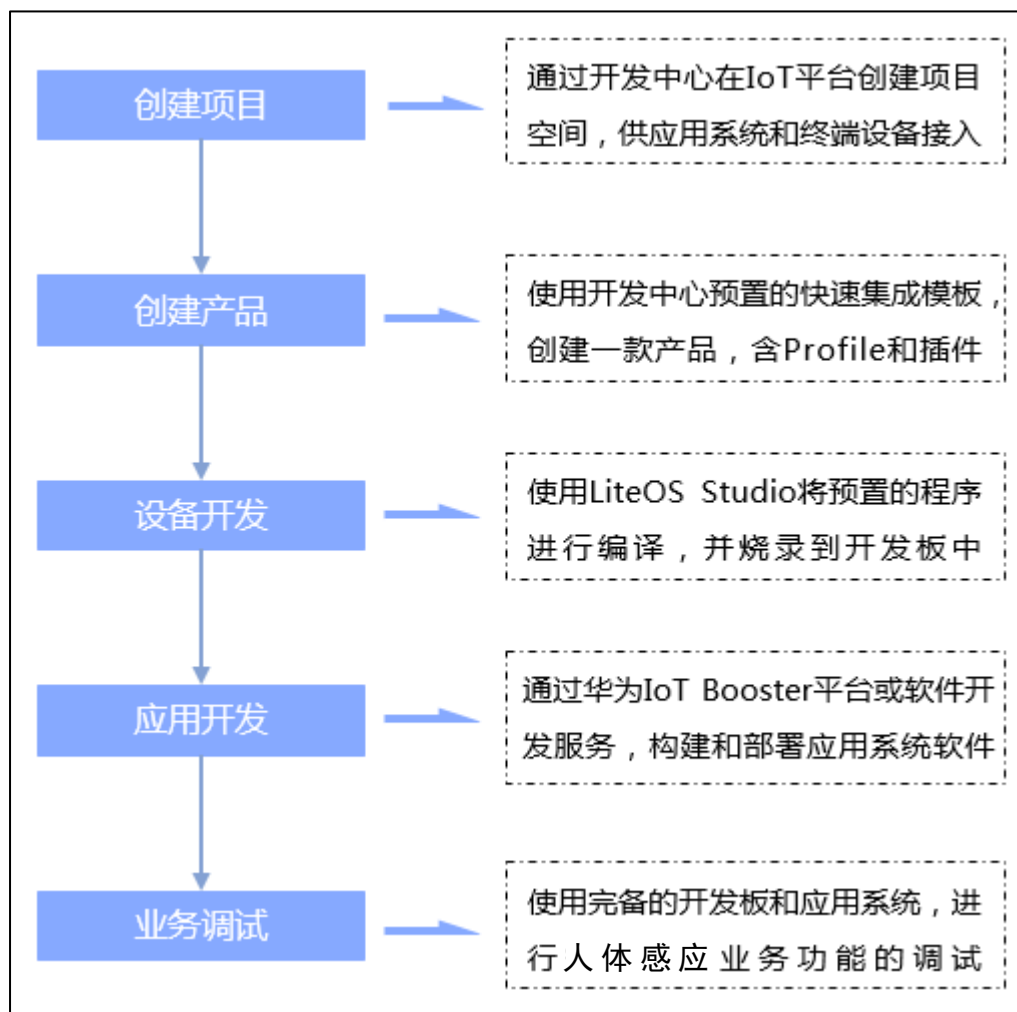 创建项目
通过开发中心在IoT平台创建项目
空间，供应用系统和终端设备接入
创建产品
使用开发中心预置的快速集成模板，
创建一款产品，含Profile和插件
设备开发
使用LiteOS Studio将预置的程序
进行编译，并烧录到开发板中
应用开发
通过华为IoT Booster平台或软件开
发服务，构建和部署应用系统软件
业务调试
使用完备的开发板和应用系统，进
行人体感应业务功能的调试